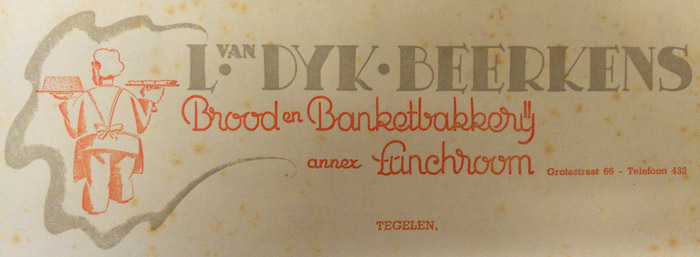 L. VAN DYK · BEERKENS
Brood en Banketbakkerij
annex Lunchroom
Grotestraat 66 - Telefoon 432
TEGELEN,